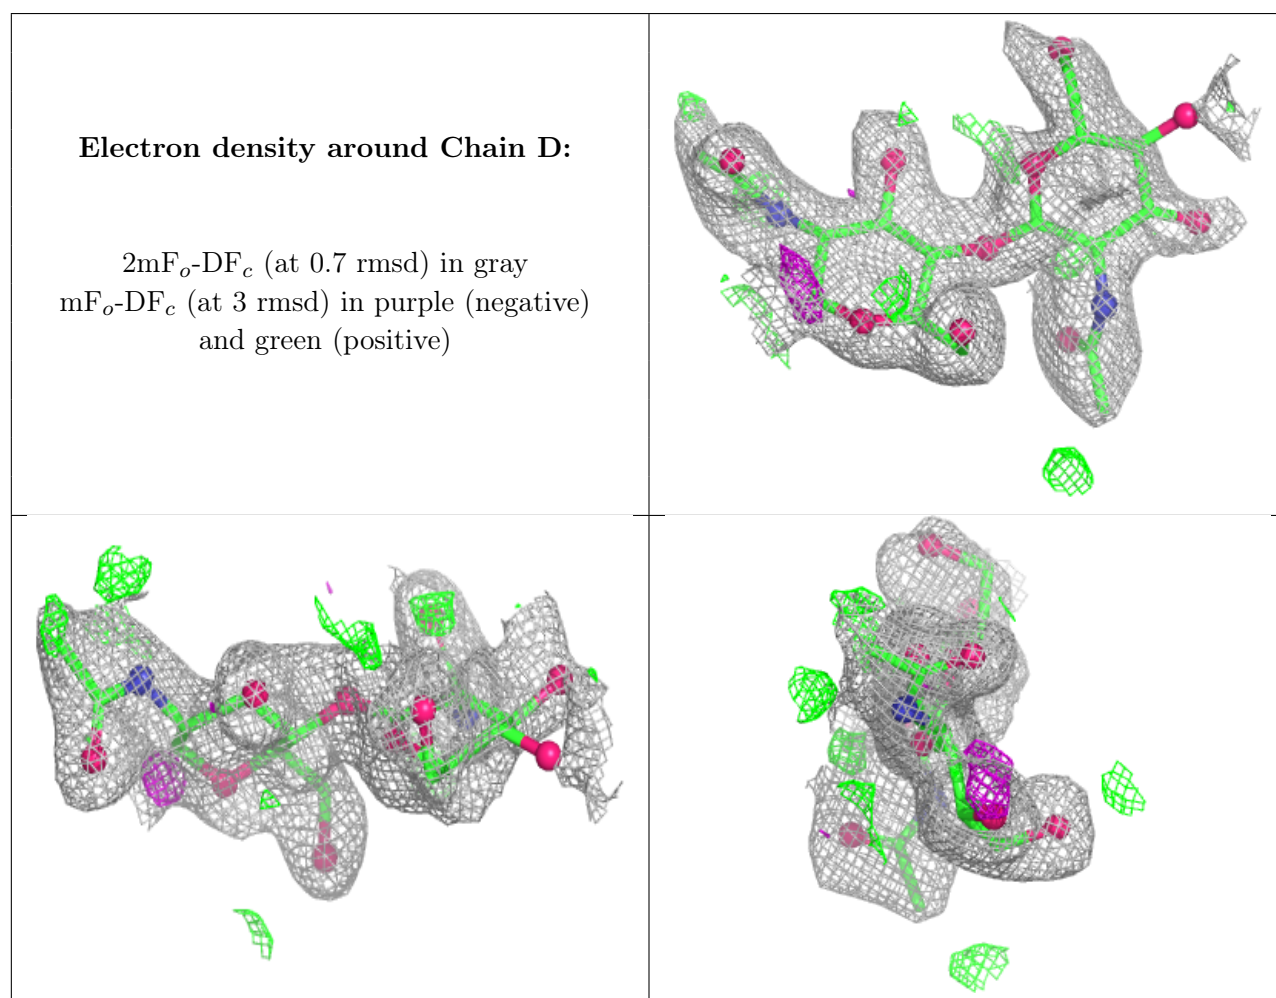 Electron density around Chain D:
2mFo-DFc (at 0.7 rmsd) in gray
mFo-DFc (at 3 rmsd) in purple (negative)
and green (positive)